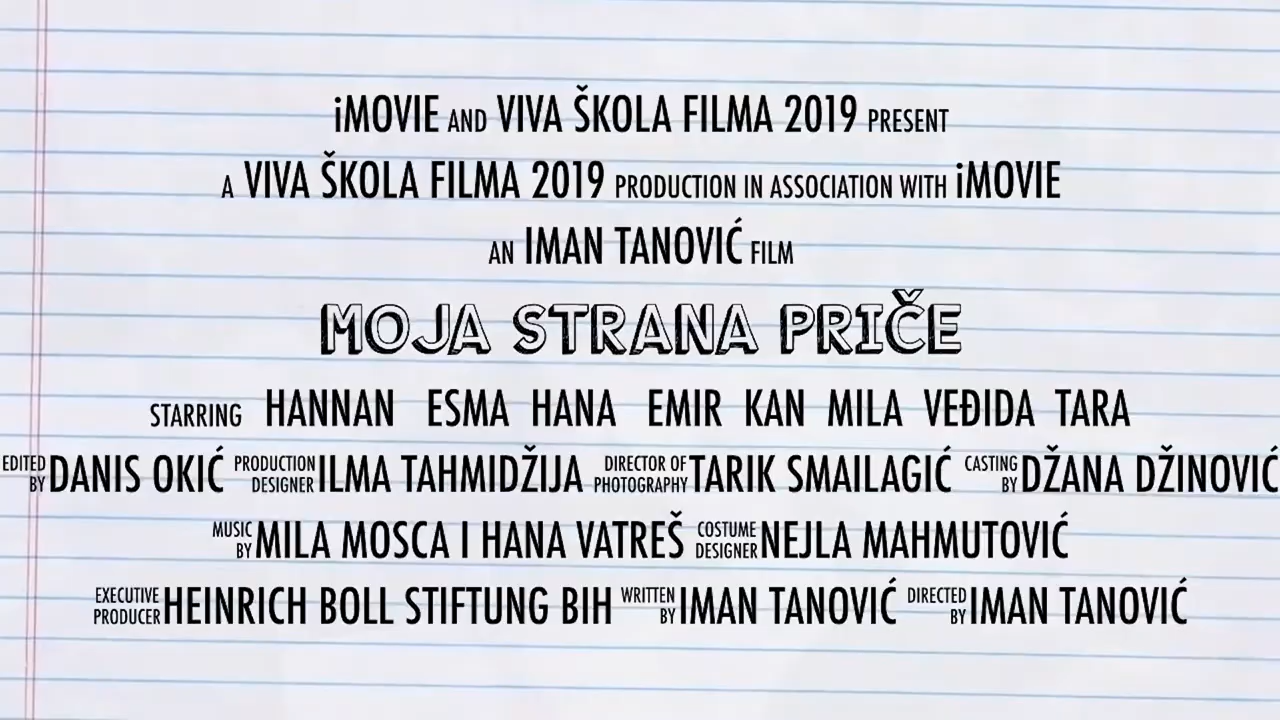 iMOVIE AND VIVA ŠKOLA FILMA 2019 PRESENT
A VIVA ŠKOLA FILMA 2019 PRODUCTION IN ASSOCIATION WITH iMOVIE
AN IMAN TANOVIĆ FILM
MOJA STRANA PRIČE
STARRING HANNAN ESMA HANA EMIR KAN MILA VEĐIDA TARA
EDITED BY DANIS OKIĆ PRODUCTION DESIGNER ILMA TAHMIDŽIJA DIRECTOR OF PHOTOGRAPHY TARIK SMAILAGIĆ CASTING BY DŽANA DŽINOVIĆ
MUSIC BY MILA MOSCA I HANA VATREŠ COSTUME DESIGNER NEJLA MAHMUTOVIĆ
EXECUTIVE PRODUCER HEINRICH BOLL STIFTUNG BIH WRITTEN BY IMAN TANOVIĆ DIRECTED BY IMAN TANOVIĆ